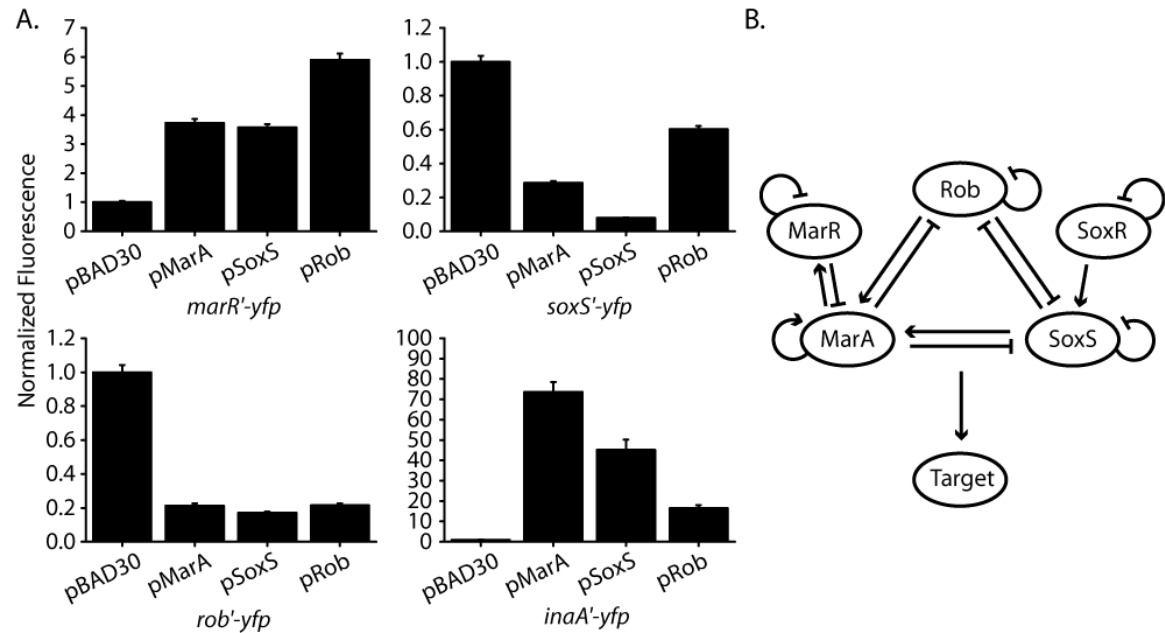 A.
B.
Normalized Fluorescence
8
7
6
5
4
3
2
1
0
pBAD30 pMarA pSoxS pRob
marR'-yfp
1.2
1.0
0.8
0.6
0.4
0.2
0
pBAD30 pMarA pSoxS pRob
soxS'-yfp
1.2
1.0
0.8
0.6
0.4
0.2
0.0
pBAD30 pMarA pSoxS pRob
rob'-yfp
100
90
80
70
60
50
40
30
20
10
0
pBAD30 pMarA pSoxS pRob
inaA'-yfp
Rob
MarR
SoxR
MarA
SoxS
Target